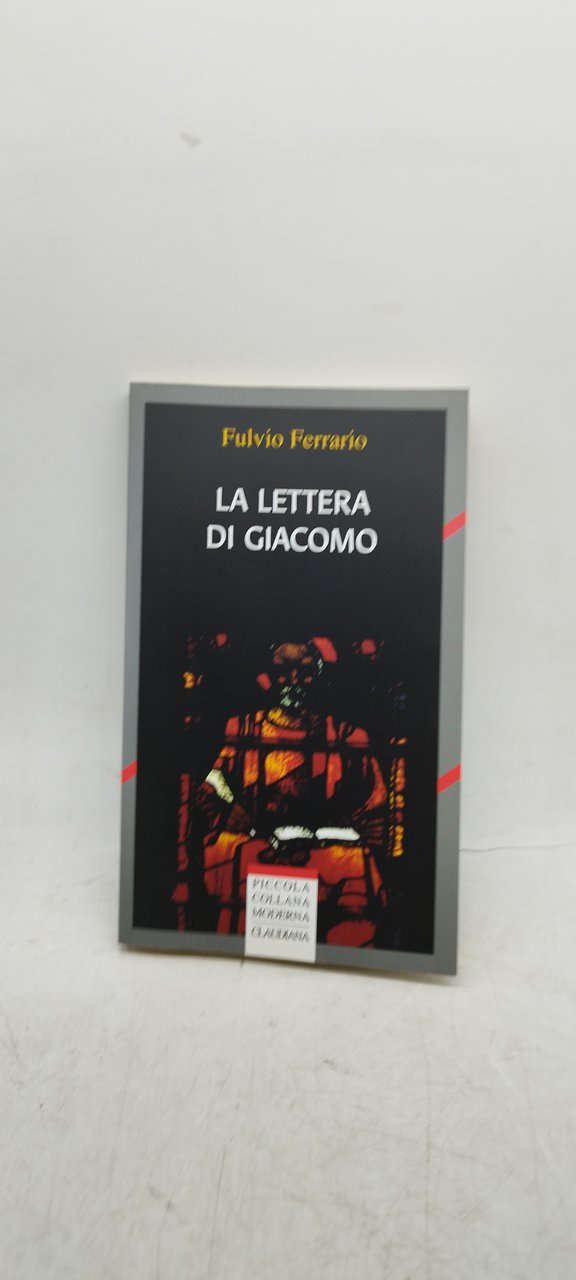 Fulvio Ferrario
LA LETTERA
DI GIACOMO
PICCOLA
COLLANA
MODERNA
CLAUDIANA